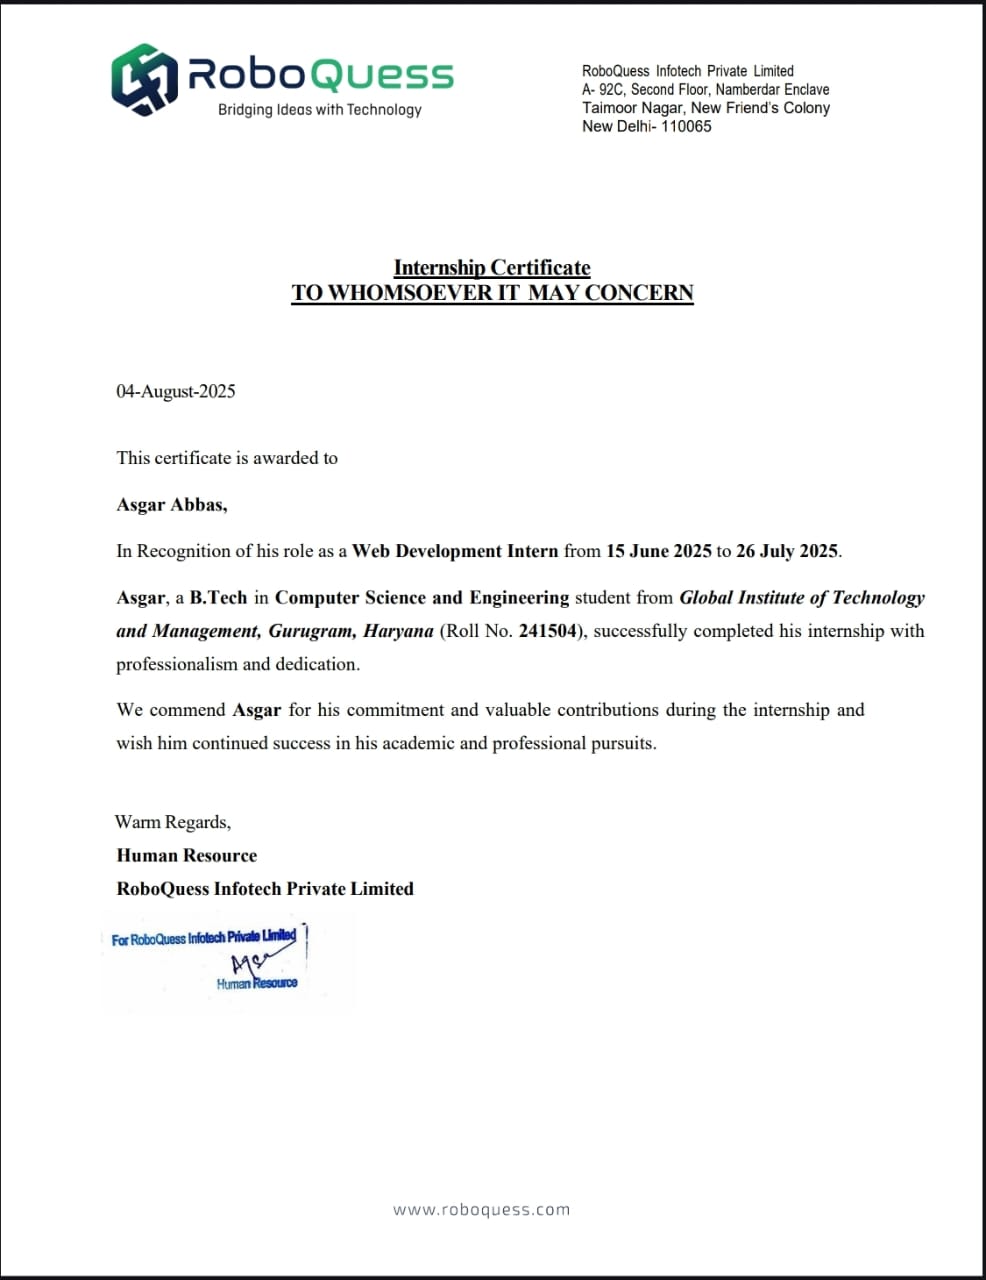 RoboQuess
Bridging Ideas with Technology
RoboQuess Infotech Private Limited
A- 92C, Second Floor, Namberdar Enclave
Taimoor Nagar, New Friend's Colony
New Delhi- 110065
Internship Certificate
TO WHOMSOEVER IT MAY CONCERN
04-August-2025
This certificate is awarded to
Asgar Abbas,
In Recognition of his role as a Web Development Intern from 15 June 2025 to 26 July 2025.
Asgar, a B.Tech in Computer Science and Engineering student from Global Institute of Technology
and Management, Gurugram, Haryana (Roll No. 241504), successfully completed his internship with
professionalism and dedication.
We commend Asgar for his commitment and valuable contributions during the internship and
wish him continued success in his academic and professional pursuits.
Warm Regards,
Human Resource
RoboQuess Infotech Private Limited
For RoboQuess Infotech Private Limited
Human Resource
www.roboquess.com